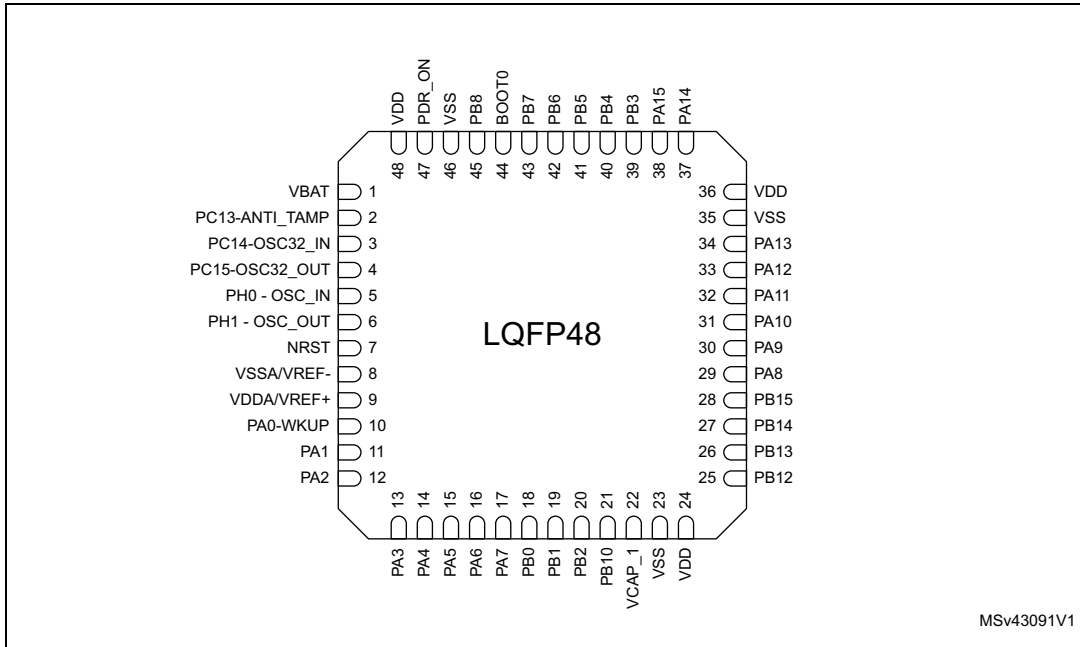 VDD
PDR_ON
VSS
PB8
BOOT0
PB7
PB6
PB5
PB4
PB3
PA15
PA14
48
47
46
45
44
43
42
41
40
39
38
37
VBAT 1
PC13-ANTI_TAMP 2
PC14-OSC32_IN 3
PC15-OSC32_OUT 4
PH0 - OSC_IN 5
PH1 - OSC_OUT 6
NRST 7
VSSA/VREF- 8
VDDA/VREF+ 9
PA0-WKUP 10
PA1 11
PA2 12
LQFP48
36 VDD
35 VSS
34 PA13
33 PA12
32 PA11
31 PA10
30 PA9
29 PA8
28 PB15
27 PB14
26 PB13
25 PB12
13
14
15
16
17
18
19
20
21
22
23
24
PA3
PA4
PA5
PA6
PA7
PB0
PB1
PB2
PB10
VCAP_1
VSS
VDD
MSv43091V1